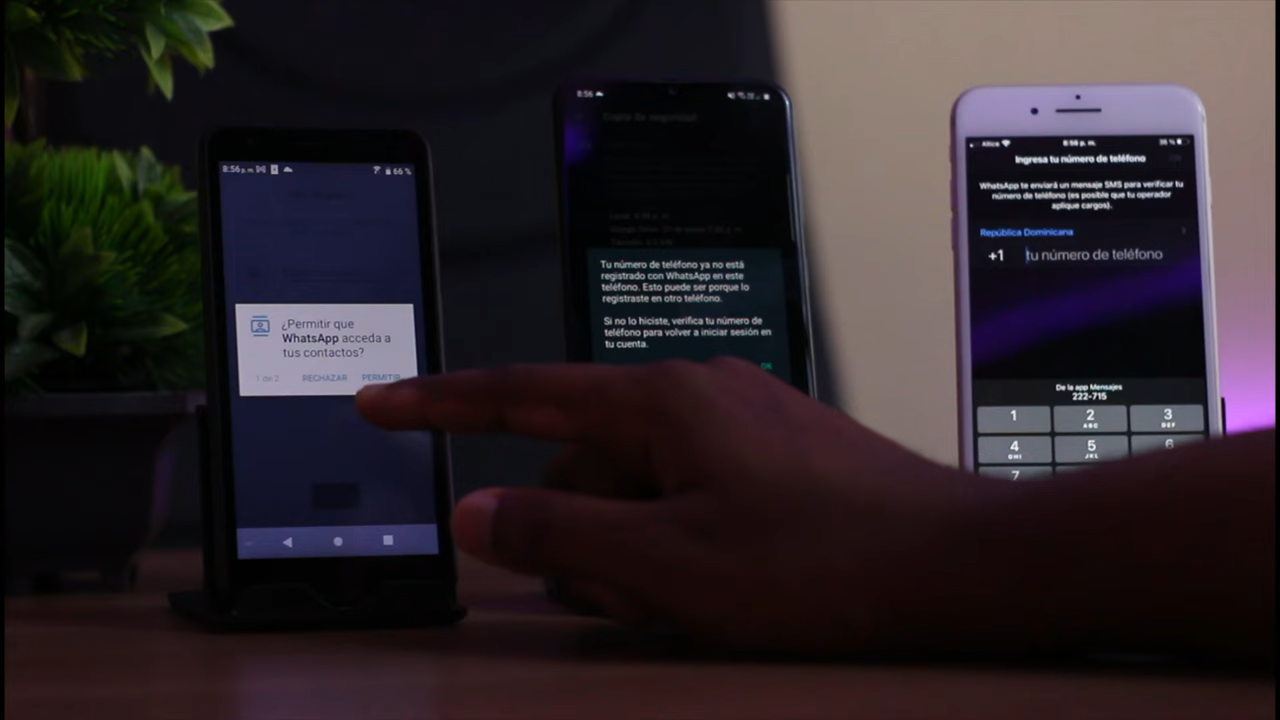 8:56 p. m.
66 %
¿Permitir que
WhatsApp acceda a
tus contactos?
1 de 2
RECHAZAR
PERMITIR
8:56
Copia de seguridad
Tu número de teléfono ya no está
registrado con WhatsApp en este
teléfono. Esto puede ser porque lo
registraste en otro teléfono.
Si no lo hiciste, verifica tu número de
teléfono para volver a iniciar sesión en
tu cuenta.
OK
Altice
8:56 p. m.
Ingresa tu número de teléfono
WhatsApp te enviará un mensaje SMS para verificar tu
número de teléfono (es posible que tu operador
aplique cargos).
República Dominicana
+1 tu número de teléfono
De la app Mensajes
222-715
1 2 3
ABC DEF
4 5 6
GHI JKL
7